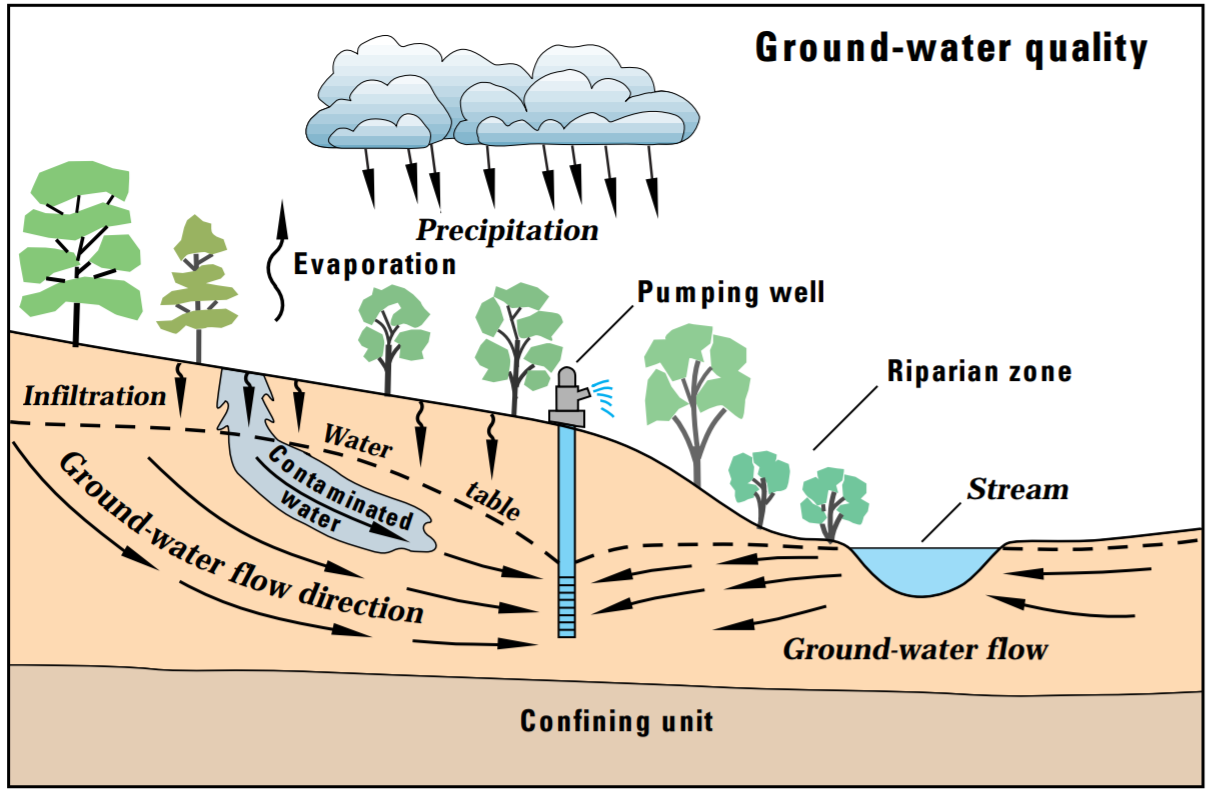 Ground-water quality
Precipitation
Evaporation
Pumping well
Riparian zone
Infiltration
Water
table
Contaminated
water
Stream
Ground-water flow direction
Ground-water flow
Confining unit